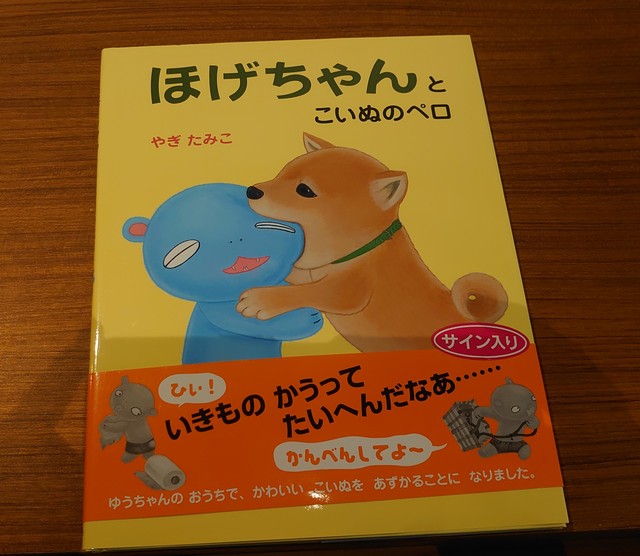 ほげちゃんと
こいぬのペロ
やぎ たみこ
サイン入り
ひぃ!
いきもの かうって
たいへんだなあ……
かんべんしてよ～
ゆうちゃんの おうちで、かわいい こいぬを あずかることに なりました。